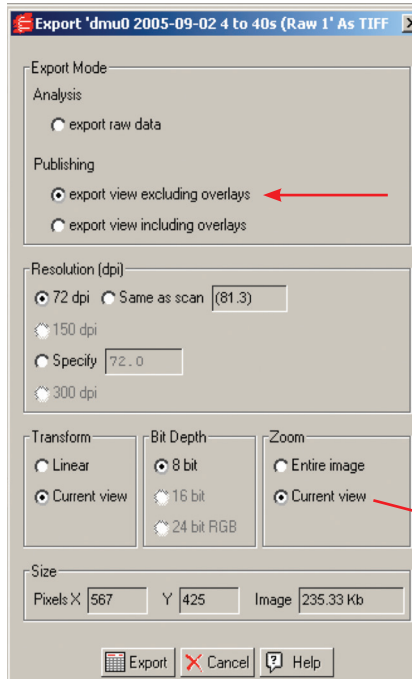 Export 'dmu0 2005-09-02 4 to 40s (Raw 1' As TIFF
Export Mode
Analysis
export raw data
Publishing
export view excluding overlays
export view including overlays
Resolution (dpi)
72 dpi Same as scan (81.3)
150 dpi
Specify 72.0
300 dpi
Transform Bit Depth Zoom
Linear 8 bit Entire image
Current view 16 bit Current view
24 bit RGB
Size
Pixels X 567 Y 425 Image 235.33 Kb
Export Cancel Help